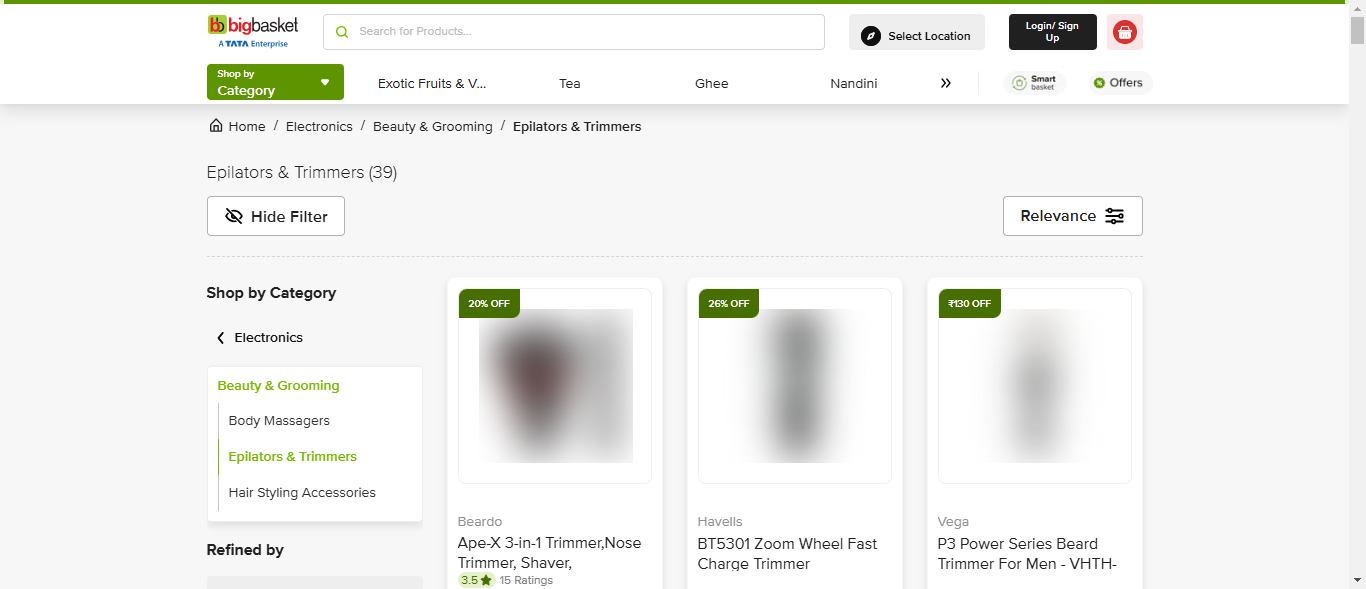 bb bigbasket
A TATA Enterprise
Search for Products...
Select Location
Login/ Sign
Up
Shop by
Category
Exotic Fruits & V...
Tea
Ghee
Nandini
»
Smart
basket
Offers
Home / Electronics / Beauty & Grooming / Epilators & Trimmers
Epilators & Trimmers (39)
Hide Filter
Relevance
Shop by Category
Electronics
Beauty & Grooming
Body Massagers
Epilators & Trimmers
Hair Styling Accessories
Refined by
20% OFF
Beardo
Ape-X 3-in-1 Trimmer,Nose
Trimmer, Shaver,
3.5 15 Ratings
26% OFF
Havells
BT5301 Zoom Wheel Fast
Charge Trimmer
₹130 OFF
Vega
P3 Power Series Beard
Trimmer For Men - VHTH-